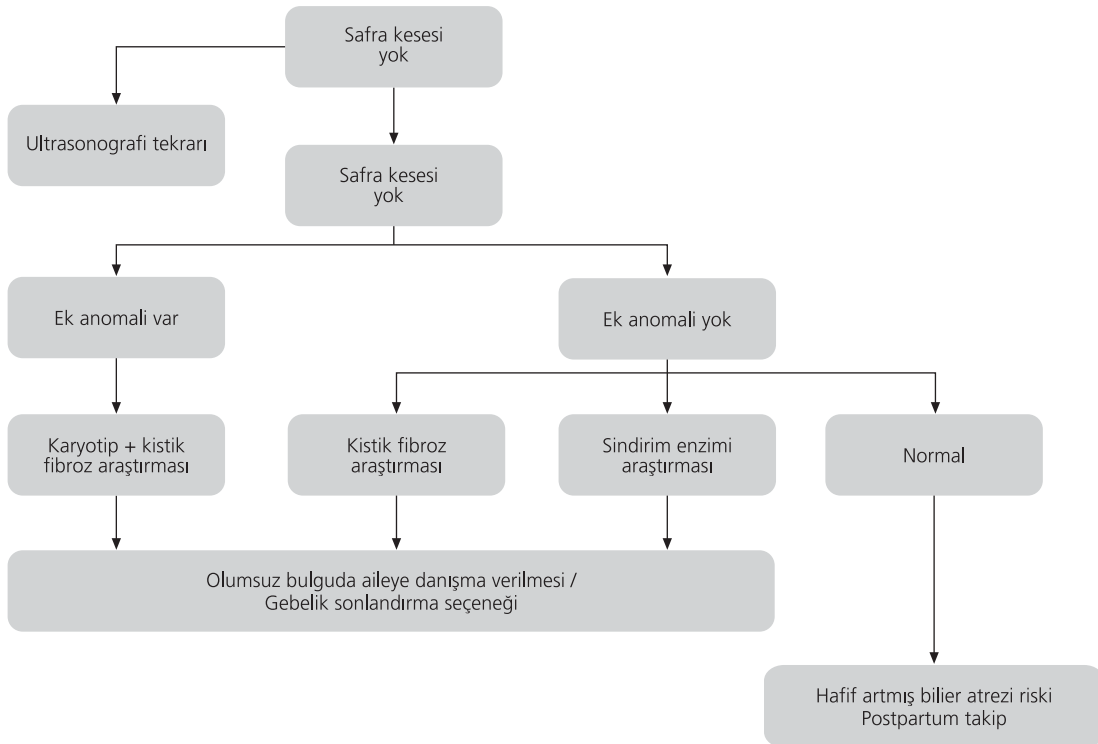 Safra kesesi
yok
Ultrasonografi tekrarı
Safra kesesi
yok
Ek anomali var
Ek anomali yok
Karyotip + kistik
fibroz araştırması
Kistik fibroz
araştırması
Sindirim enzimi
araştırması
Normal
Olumsuz bulguda aileye danışma verilmesi /
Gebelik sonlandırma seçeneği
Hafif artmış bilier atrezi riski
Postpartum takip